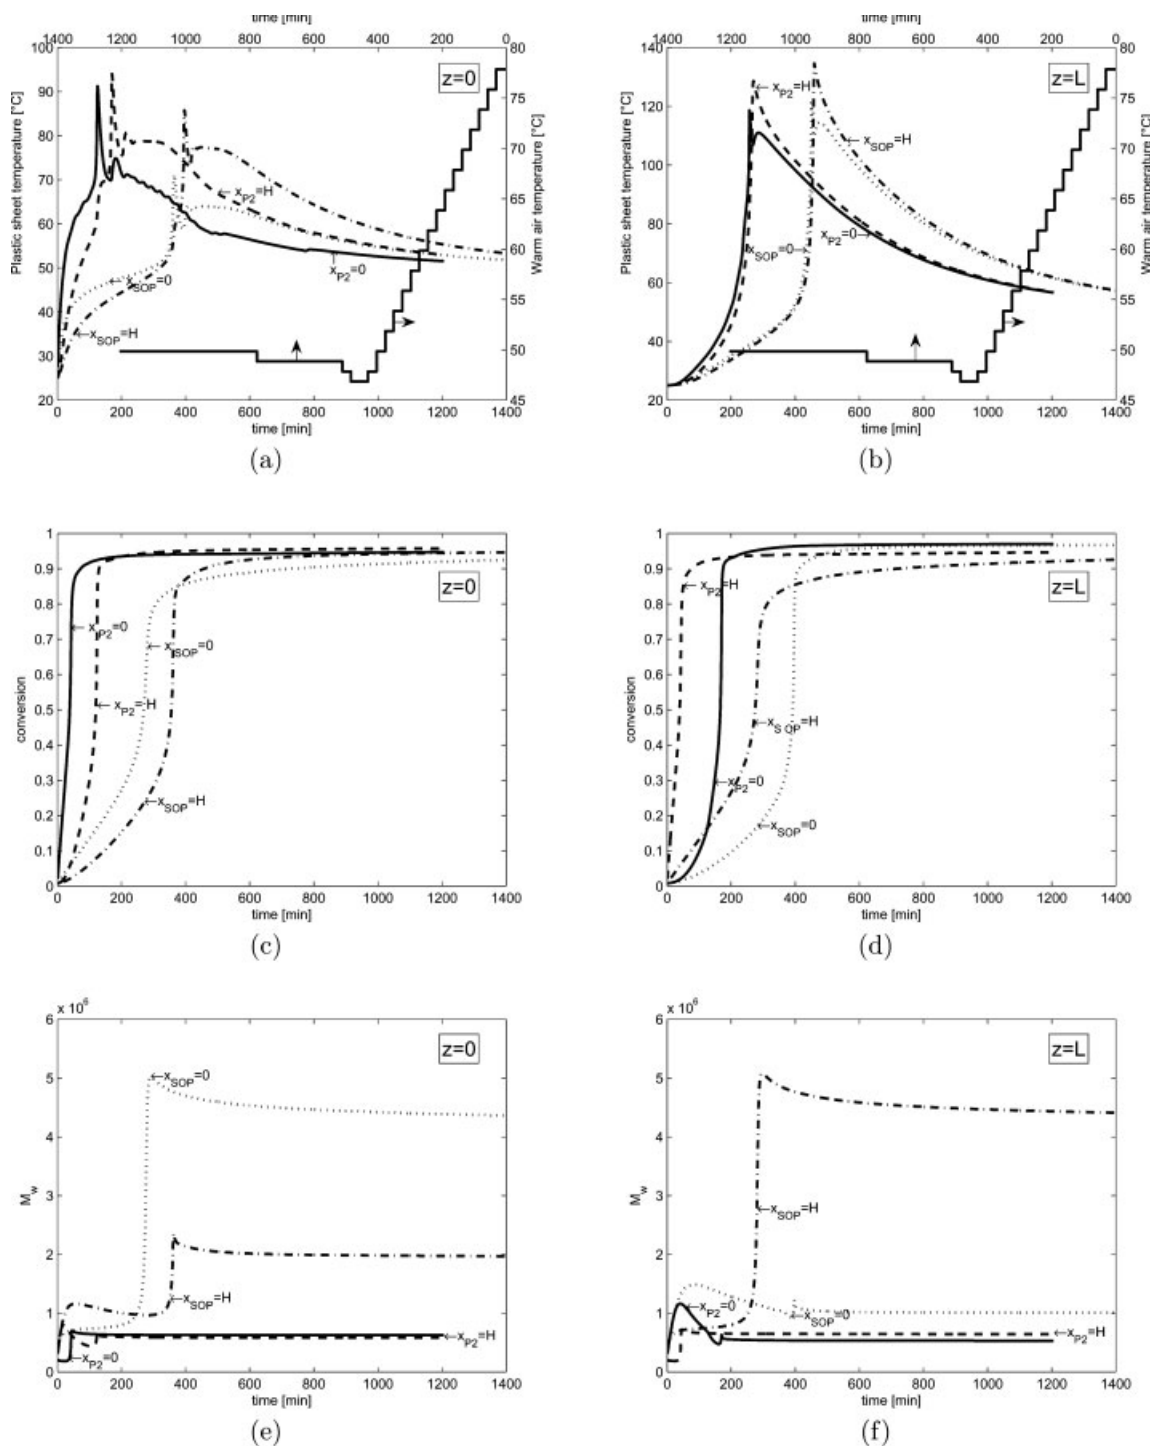 time [min]
1400 1200 1000 800 600 400 200 0
100 90 80 70 60 50 40 30 20
Plastic sheet temperature [°C]
z=0
←x_P2=H
x_P2=0
←x_SOP=0
←x_SOP=H
80 75 70 65 60 55 50 45
Warm air temperature [°C]
0 200 400 600 800 1000 1200 1400
time [min]
(a)
time [min]
1400 1200 1000 800 600 400 200 0
140 120 100 80 60 40 20
Plastic sheet temperature [°C]
z=L
←x_P2=H
←x_SOP=H
x_P2=0→
x_SOP=0→
80 75 70 65 60 55 50 45
Warm air temperature [°C]
0 200 400 600 800 1000 1200 1400
time [min]
(b)
1 0.9 0.8 0.7 0.6 0.5 0.4 0.3 0.2 0.1 0
conversion
z=0
←x_P2=0
←x_SOP=0
←x_P2=H
←x_SOP=H
0 200 400 600 800 1000 1200 1400
time [min]
(c)
1 0.9 0.8 0.7 0.6 0.5 0.4 0.3 0.2 0.1 0
conversion
z=L
←x_P2=H
←x_SOP=H
←x_P2=0
←x_SOP=0
0 200 400 600 800 1000 1200 1400
time [min]
(d)
x 10^6
6 5 4 3 2 1 0
M_w
z=0
←x_SOP=0
←x_SOP=H
←x_P2=H
←x_P2=0
0 200 400 600 800 1000 1200 1400
time [min]
(e)
x 10^6
6 5 4 3 2 1 0
M_w
z=L
←x_SOP=H
←x_P2=0
←x_SOP=0
←x_P2=H
0 200 400 600 800 1000 1200 1400
time [min]
(f)